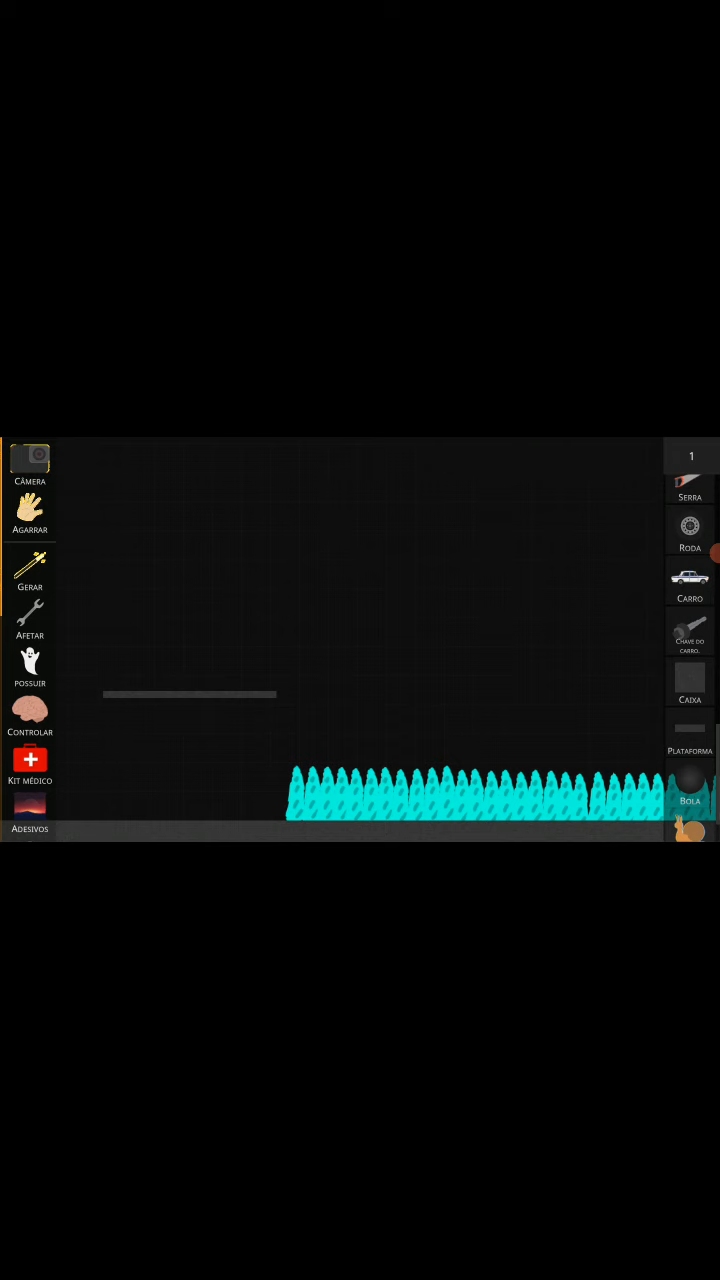 CÂMERA
AGARRAR
GERAR
AFETAR
POSSUIR
CONTROLAR
KIT MÉDICO
ADESIVOS
1
SERRA
RODA
CARRO
CHAVE DO
CARRO.
CAIXA
PLATAFORMA
BOLA